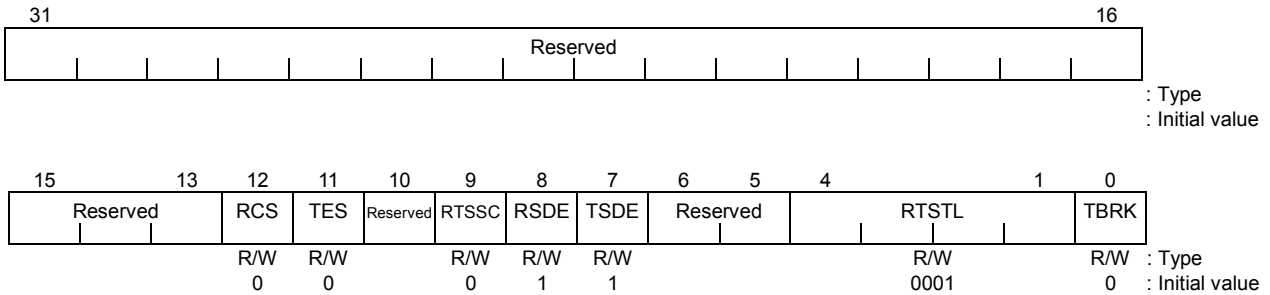 31 16
Reserved
: Type
: Initial value
15 13 12 11 10 9 8 7 6 5 4 1 0
Reserved RCS TES Reserved RTSSC RSDE TSDE Reserved RTSTL TBRK
R/W R/W R/W R/W R/W R/W R/W : Type
0 0 0 1 1 0001 0 : Initial value